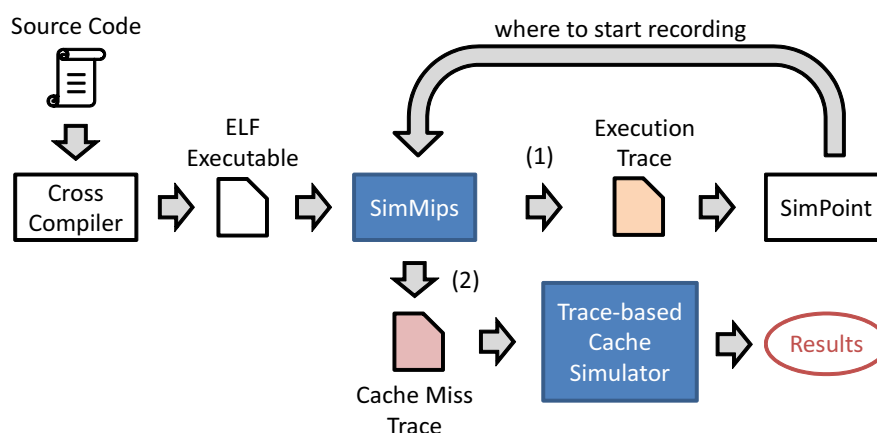 Source Code
where to start recording
ELF
Executable
(1)
Execution
Trace
Cross
Compiler
SimMips
SimPoint
(2)
Trace-based
Cache
Simulator
Results
Cache Miss
Trace